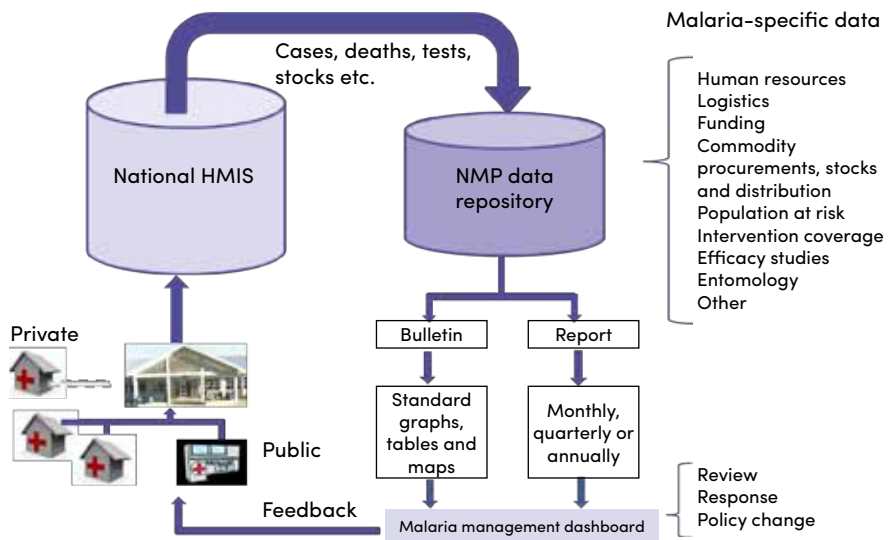 Malaria-specific data
Cases, deaths, tests,
stocks etc.
National HMIS
NMP data
repository
Human resources
Logistics
Funding
Commodity
procurements, stocks
and distribution
Population at risk
Intervention coverage
Efficacy studies
Entomology
Other
Private
Public
Bulletin
Report
Standard
graphs,
tables and
maps
Monthly,
quarterly or
annually
Feedback
Malaria management dashboard
Review
Response
Policy change